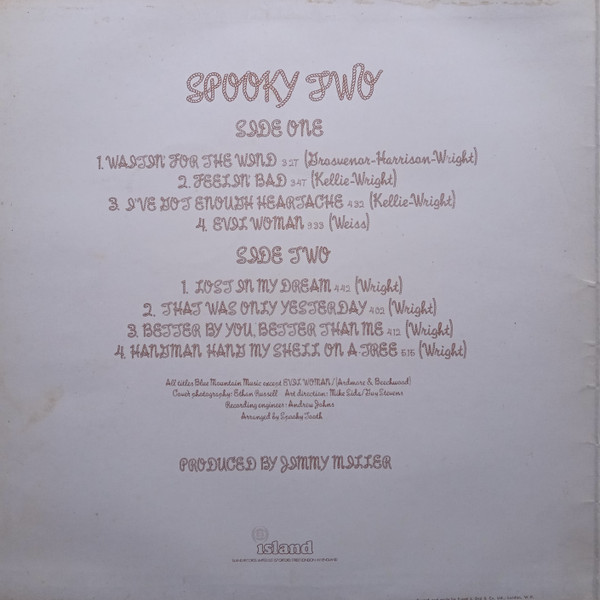 SPOOKY TWO
SIDE ONE
1. WAITIN' FOR THE WIND 3:27 (Grosvenor-Harrison-Wright)
2. FEELIN' BAD 3:47 (Kellie-Wright)
3. I'VE GOT ENOUGH HEARTACHE 4:32 (Kellie-Wright)
4. EVIL WOMAN 9:33 (Weiss)
SIDE TWO
1. LOST IN MY DREAM 4:42 (Wright)
2. THAT WAS ONLY YESTERDAY 4:02 (Wright)
3. BETTER BY YOU, BETTER THAN ME 4:12 (Wright)
4. HANGMAN HANG MY SHELL ON A-TREE 5:15 (Wright)
All titles Blue Mountain Music except EVIL WOMAN/(Ardmore & Beechwood)
Cover photography: Ethan Russell Art direction: Mike Sida/Guy Stevens
Recording engineer: Andrew Johns
Arranged by Spooky Tooth
PRODUCED BY JIMMY MILLER
island